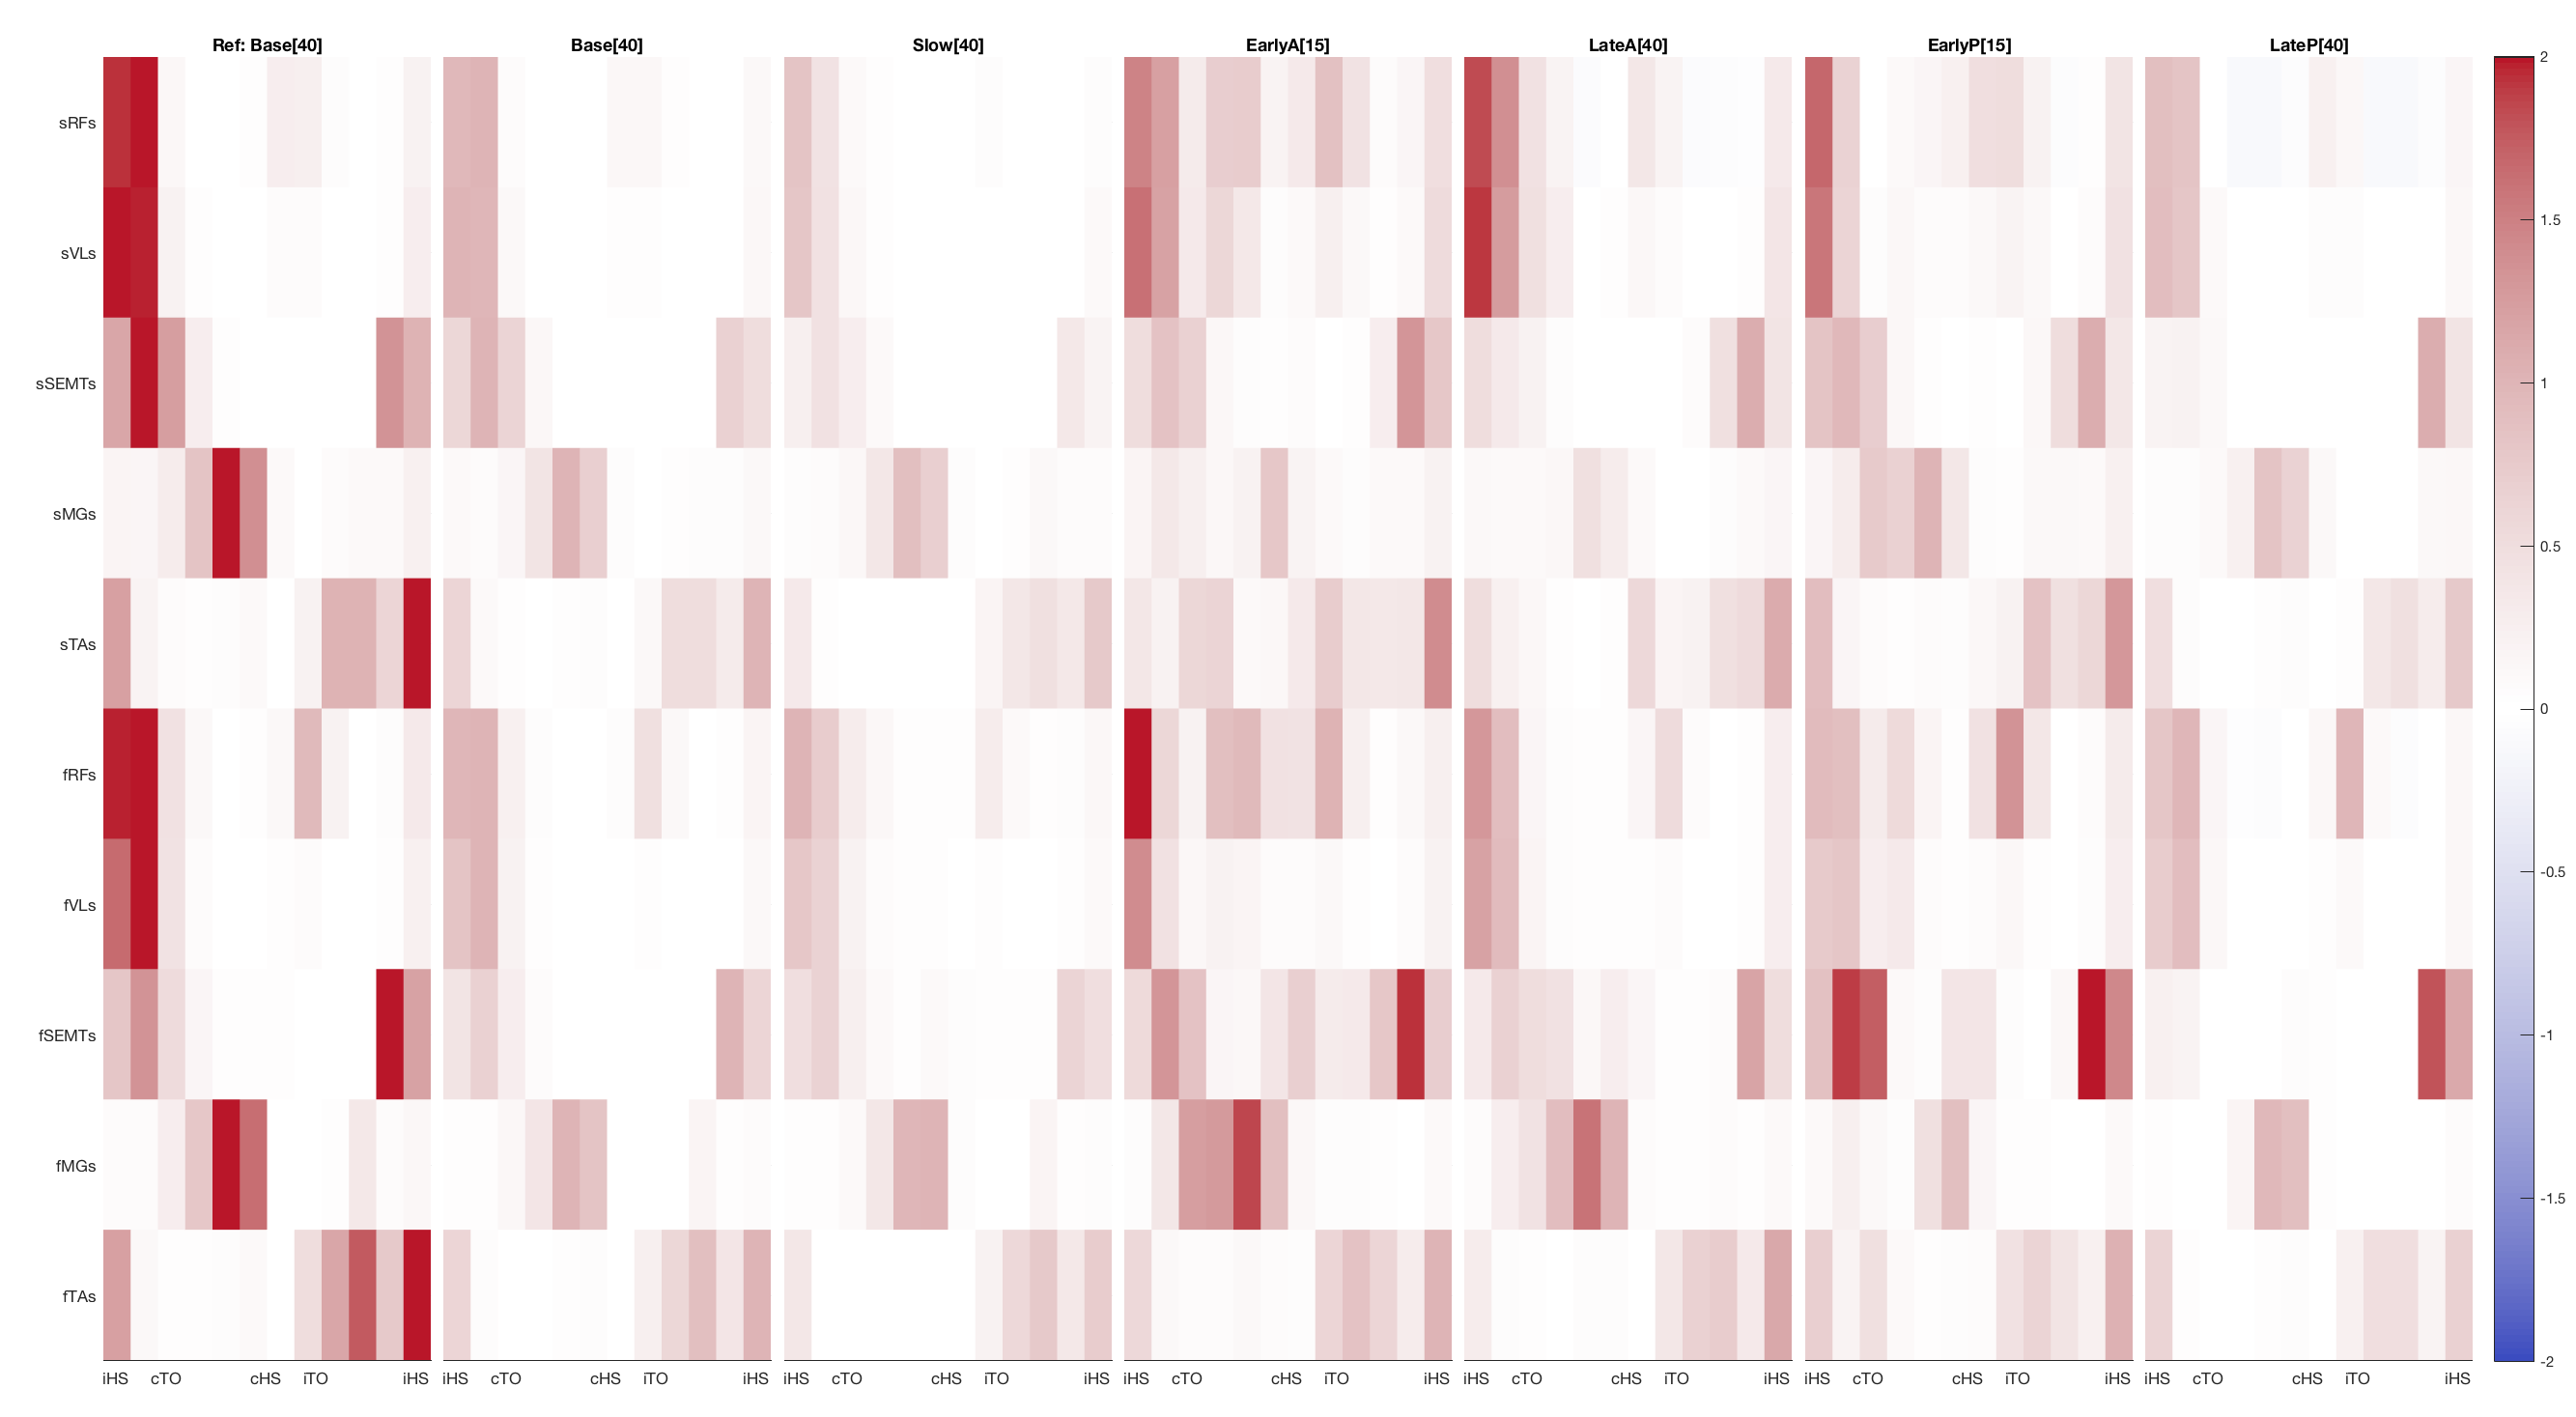 Ref: Base[40] Base[40] Slow[40] EarlyA[15] LateA[40] EarlyP[15] LateP[40]
2
sRFs
1.5
sVLs
sSEMTs
1
sMGs
0.5
sTAs
0
fRFs
-0.5
fVLs
fSEMTs
-1
fMGs
-1.5
fTAs
-2
iHS cTO cHS iTO iHS iHS cTO cHS iTO iHS iHS cTO cHS iTO iHS iHS cTO cHS iTO iHS iHS cTO cHS iTO iHS iHS cTO cHS iTO iHS iHS cTO cHS iTO iHS